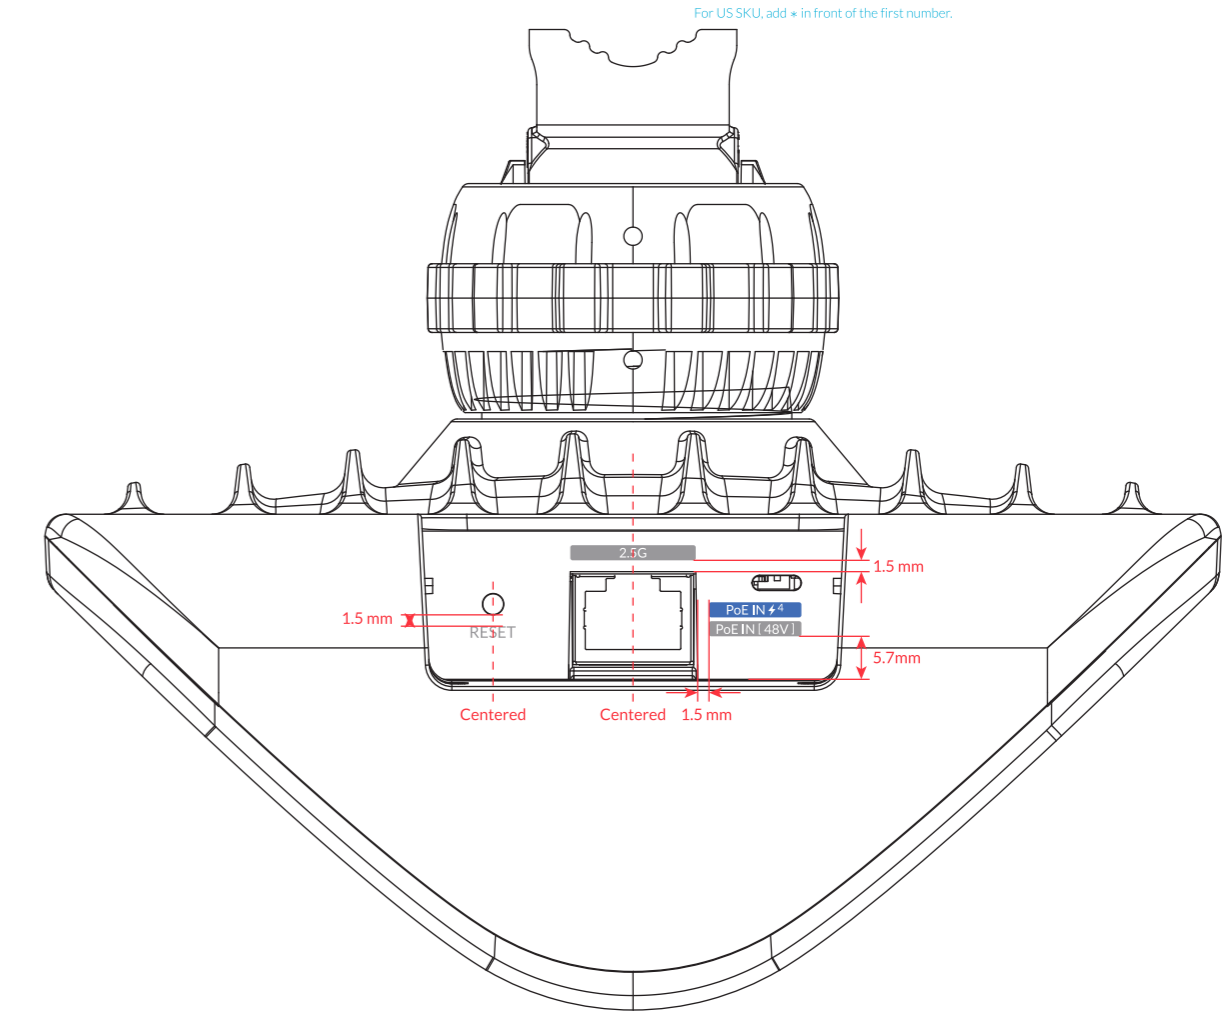 For US SKU, add * in front of the first number.
2.5G
1.5 mm
PoE IN ⚡4
1.5 mm
RESET
PoE IN [ 48V ]
5.7mm
Centered
Centered
1.5 mm